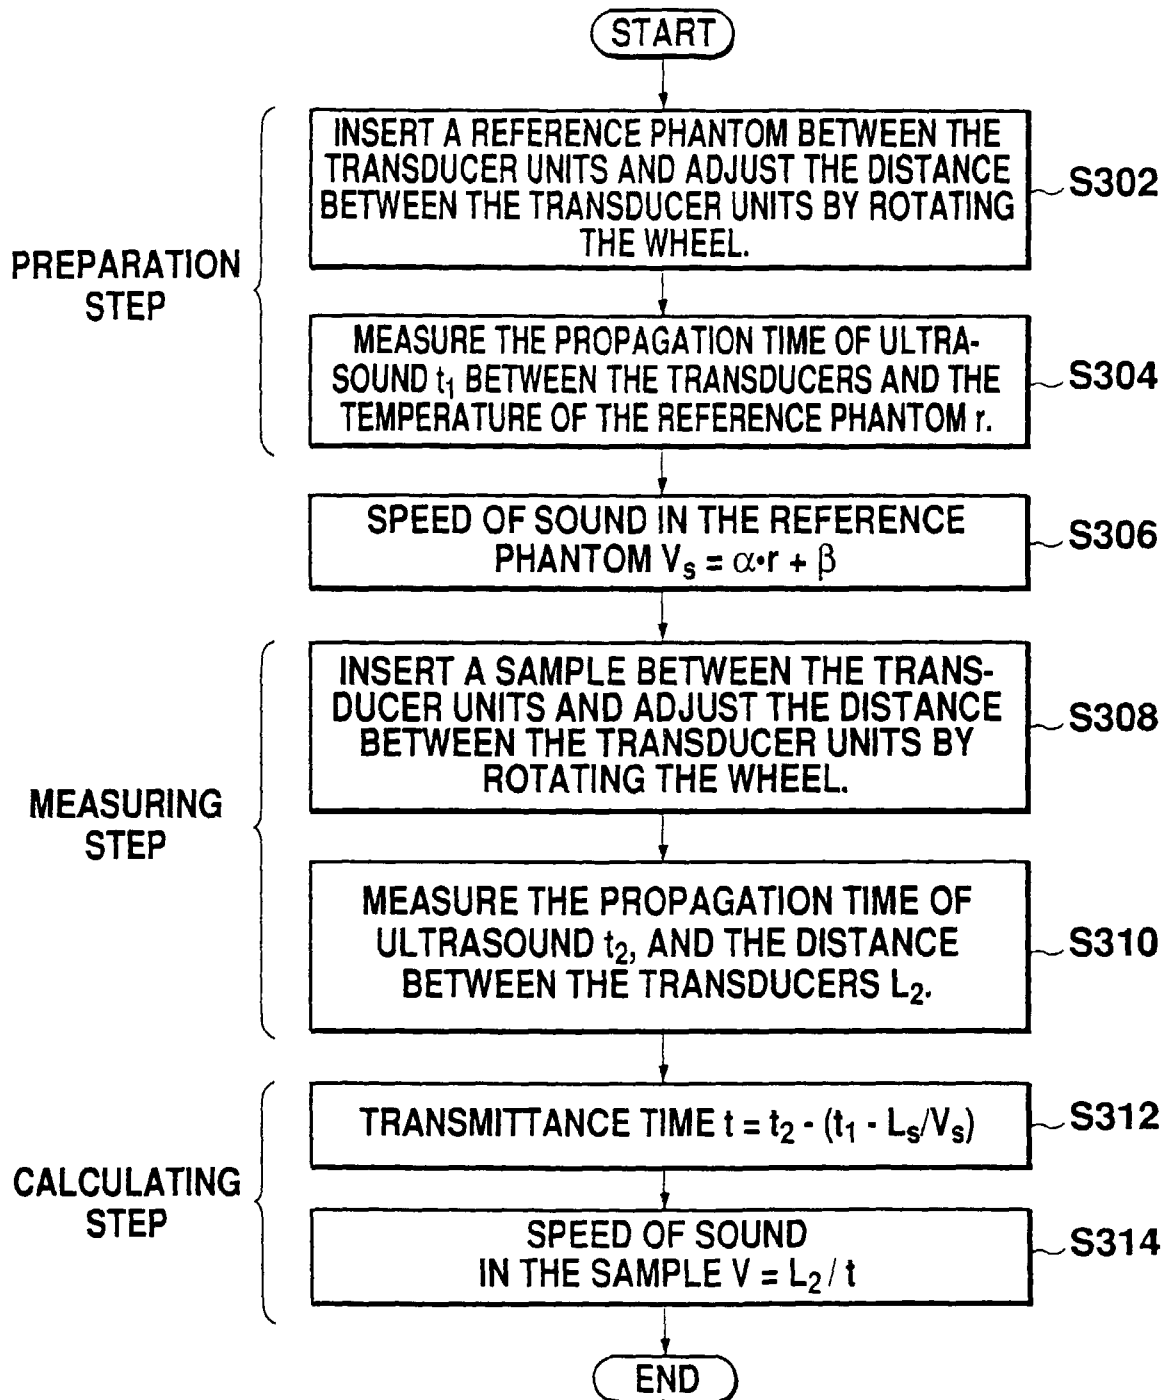 START
INSERT A REFERENCE PHANTOM BETWEEN THE
TRANSDUCER UNITS AND ADJUST THE DISTANCE
BETWEEN THE TRANSDUCER UNITS BY ROTATING
THE WHEEL.
S302
PREPARATION
STEP
MEASURE THE PROPAGATION TIME OF ULTRA-
SOUND t₁ BETWEEN THE TRANSDUCERS AND THE
TEMPERATURE OF THE REFERENCE PHANTOM r.
S304
SPEED OF SOUND IN THE REFERENCE
PHANTOM Vₛ = α·r + β
S306
INSERT A SAMPLE BETWEEN THE TRANS-
DUCER UNITS AND ADJUST THE DISTANCE
BETWEEN THE TRANSDUCER UNITS BY
ROTATING THE WHEEL.
S308
MEASURING
STEP
MEASURE THE PROPAGATION TIME OF
ULTRASOUND t₂, AND THE DISTANCE
BETWEEN THE TRANSDUCERS L₂.
S310
TRANSMITTANCE TIME t = t₂ - (t₁ - Lₛ/Vₛ)
S312
CALCULATING
STEP
SPEED OF SOUND
IN THE SAMPLE V = L₂ / t
S314
END